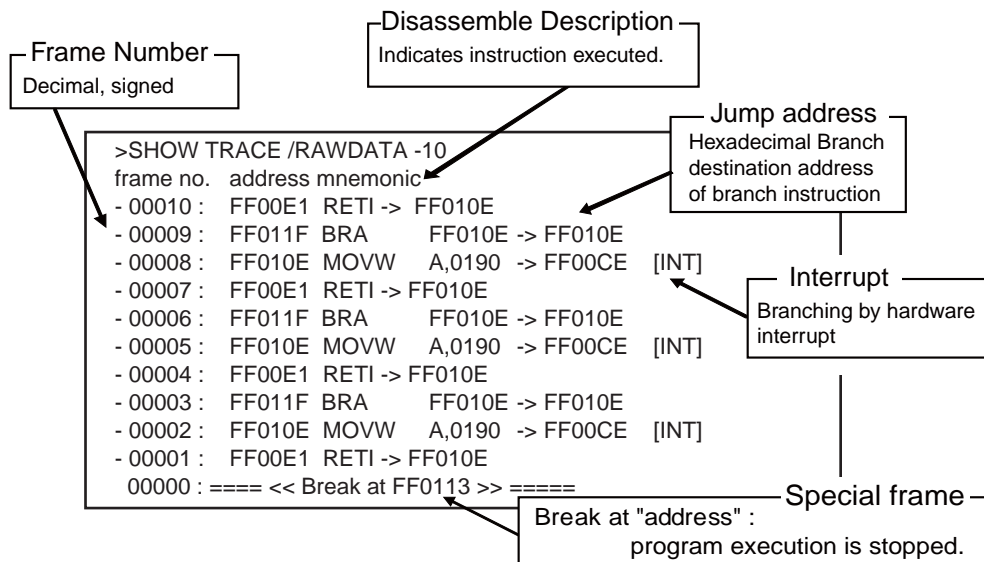 Disassemble Description
Indicates instruction executed.
Frame Number
Decimal, signed
Jump address
Hexadecimal Branch
destination address
of branch instruction
>SHOW TRACE /RAWDATA -10
frame no. address mnemonic
- 00010 : FF00E1 RETI -> FF010E
- 00009 : FF011F BRA FF010E -> FF010E
- 00008 : FF010E MOVW A,0190 -> FF00CE [INT]
- 00007 : FF00E1 RETI -> FF010E
- 00006 : FF011F BRA FF010E -> FF010E
- 00005 : FF010E MOVW A,0190 -> FF00CE [INT]
- 00004 : FF00E1 RETI -> FF010E
- 00003 : FF011F BRA FF010E -> FF010E
- 00002 : FF010E MOVW A,0190 -> FF00CE [INT]
- 00001 : FF00E1 RETI -> FF010E
00000 : ==== << Break at FF0113 >> =====
Interrupt
Branching by hardware
interrupt
Special frame
Break at "address" :
program execution is stopped.